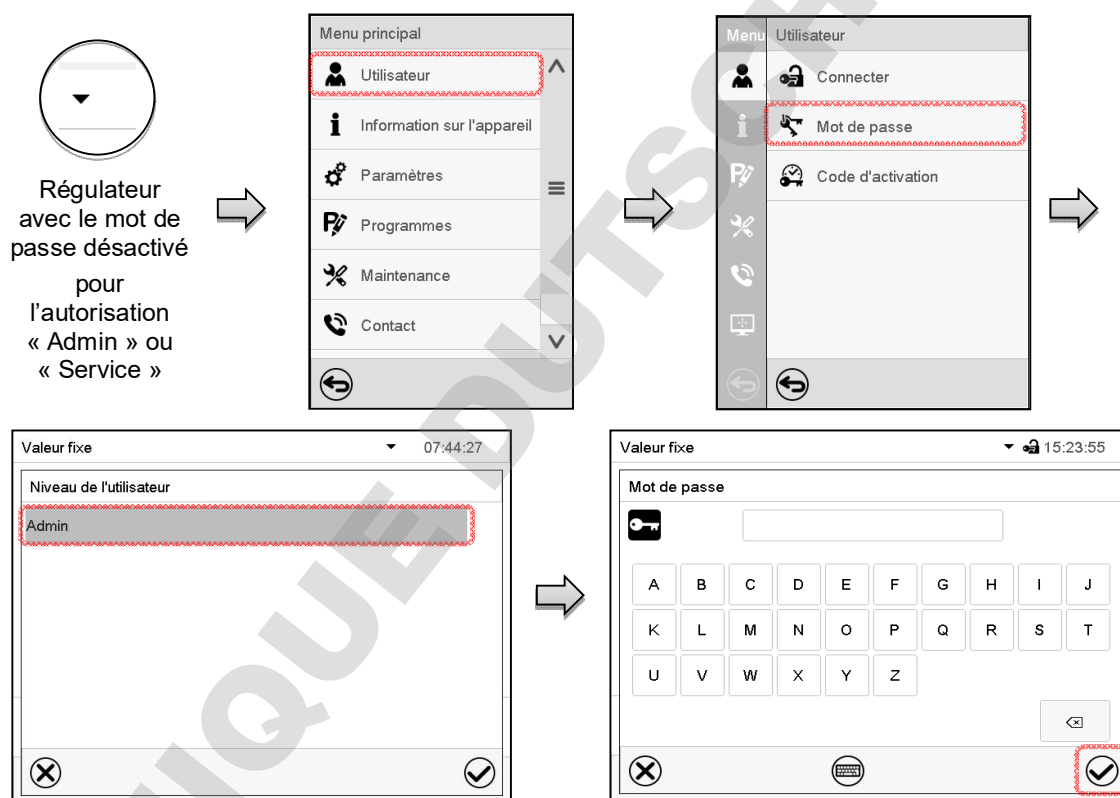 Menu principal
Utilisateur
Information sur l'appareil
Paramètres
Programmes
Maintenance
Contact
Régulateur
avec le mot de
passe désactivé
pour
l'autorisation
« Admin » ou
« Service »
Menu
Utilisateur
Connecter
Mot de passe
Code d'activation
Valeur fixe
07:44:27
Niveau de l'utilisateur
Admin
Valeur fixe
15:23:55
Mot de passe
A B C D E F G H I J
K L M N O P Q R S T
U V W X Y Z